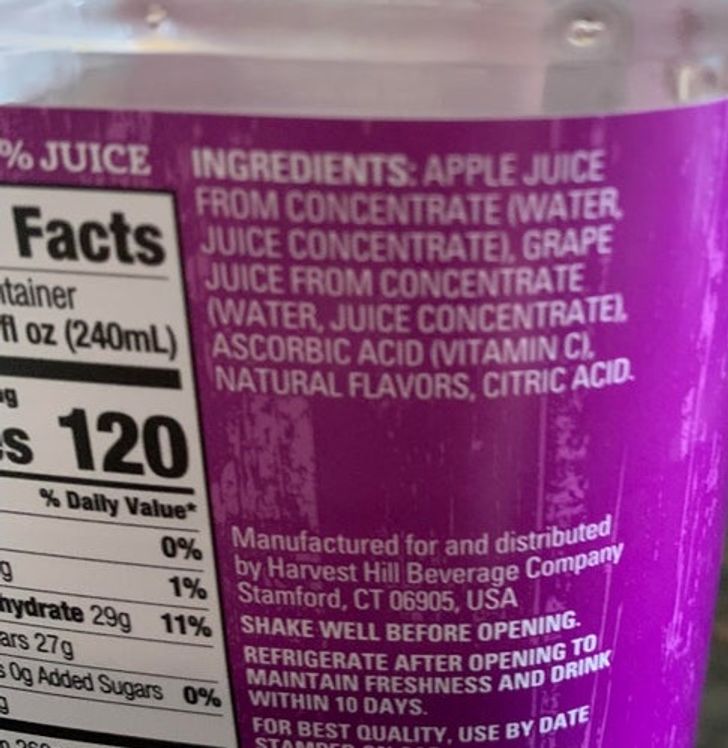 % JUICE
Facts
tainer
fl oz (240mL)
120
% Daily Value*
0%
1%
hydrate 29g 11%
ars 27g
0g Added Sugars 0%
INGREDIENTS: APPLE JUICE
FROM CONCENTRATE (WATER,
JUICE CONCENTRATE), GRAPE
JUICE FROM CONCENTRATE
(WATER, JUICE CONCENTRATE),
ASCORBIC ACID (VITAMIN C),
NATURAL FLAVORS, CITRIC ACID.
Manufactured for and distributed
by Harvest Hill Beverage Company
Stamford, CT 06905, USA
SHAKE WELL BEFORE OPENING.
REFRIGERATE AFTER OPENING TO
MAINTAIN FRESHNESS AND DRINK
WITHIN 10 DAYS.
FOR BEST QUALITY, USE BY DATE